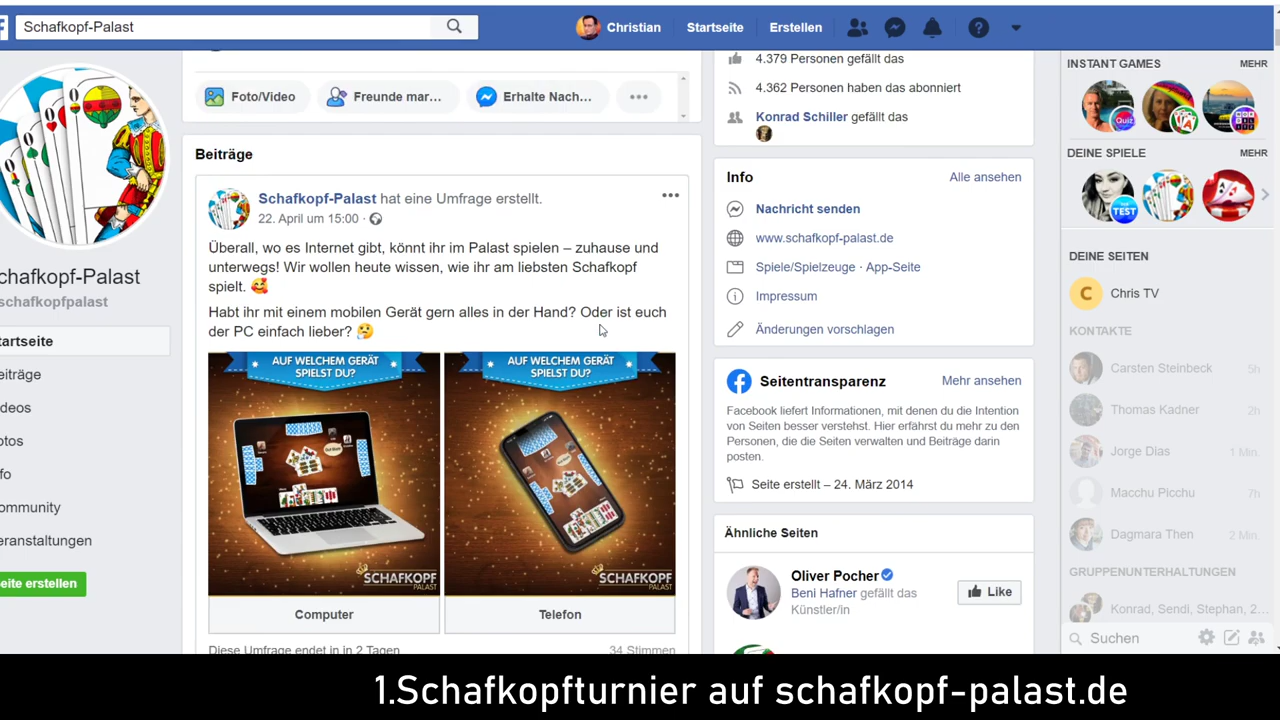 Schafkopf-Palast
Christian
Startseite
Erstellen
Foto/Video
Freunde mar...
Erhalte Nach...
Beiträge
Schafkopf-Palast hat eine Umfrage erstellt.
22. April um 15:00 ·
Überall, wo es Internet gibt, könnt ihr im Palast spielen – zuhause und
unterwegs! Wir wollen heute wissen, wie ihr am liebsten Schafkopf
spielt.
Habt ihr mit einem mobilen Gerät gern alles in der Hand? Oder ist euch
der PC einfach lieber?
AUF WELCHEM GERÄT
SPIELST DU?
SCHAFKOPF
PALAST
Computer
AUF WELCHEM GERÄT
SPIELST DU?
SCHAFKOPF
PALAST
Telefon
Diese Umfrage endet in in 2 Tagen
34 Stimmen
chafkopf-Palast
schafkopfpalast
tartseite
eiträge
deos
otos
fo
ommunity
eranstaltungen
eite erstellen
4.379 Personen gefällt das
4.362 Personen haben das abonniert
Konrad Schiller gefällt das
Info
Alle ansehen
Nachricht senden
www.schafkopf-palast.de
Spiele/Spielzeuge · App-Seite
Impressum
Änderungen vorschlagen
Seitentransparenz
Mehr ansehen
Facebook liefert Informationen, mit denen du die Intention
von Seiten besser verstehst. Hier erfährst du mehr zu den
Personen, die die Seiten verwalten und Beiträge darin
posten.
Seite erstellt – 24. März 2014
Ähnliche Seiten
Oliver Pocher
Beni Hafner gefällt das
Künstler/in
Like
INSTANT GAMES
MEHR
Quiz
DEINE SPIELE
MEHR
TEST
DEINE SEITEN
C
Chris TV
KONTAKTE
Carsten Steinbeck
5h
Thomas Kadner
2h
Jorge Dias
1 Min.
Macchu Picchu
7h
Dagmara Then
2 Min.
GRUPPENUNTERHALTUNGEN
Konrad, Sendi, Stephan, 2...
Suchen
1.Schafkopfturnier auf schafkopf-palast.de